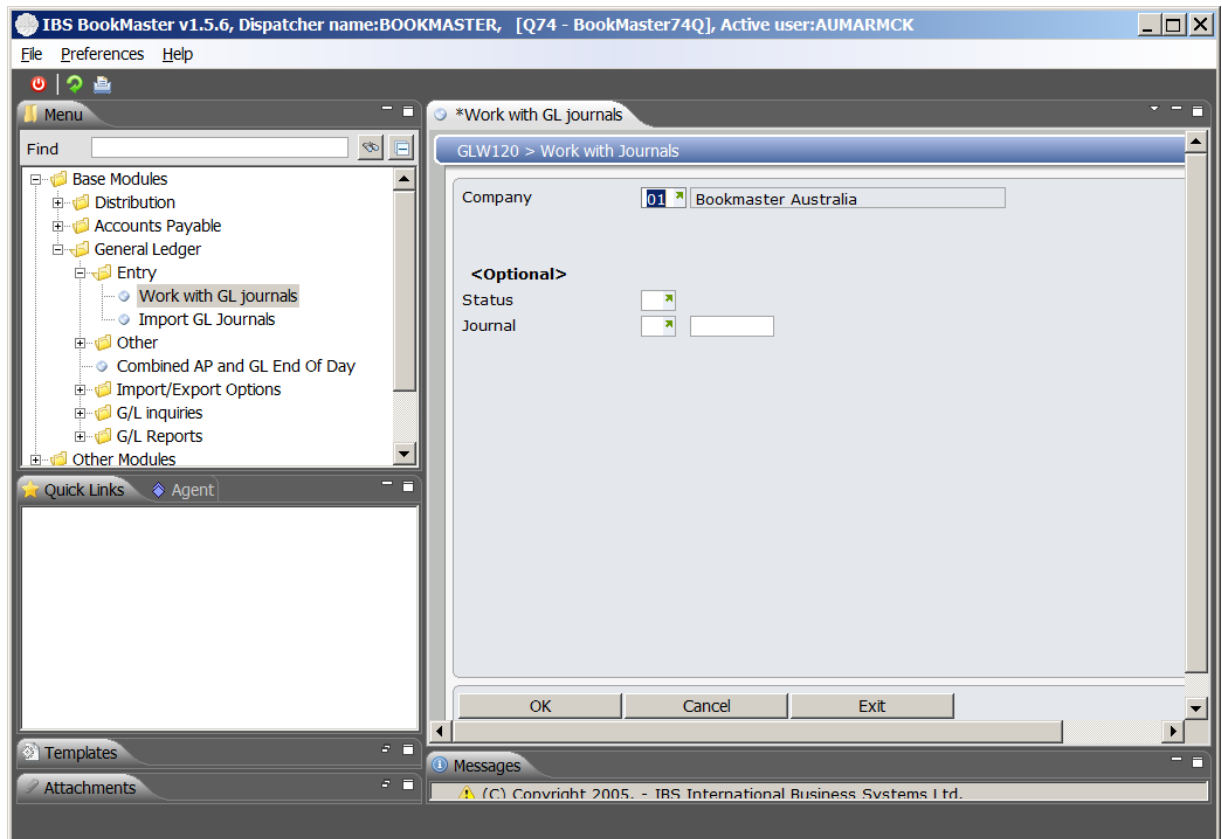 IBS BookMaster v1.5.6, Dispatcher name:BOOKMASTER, [Q74 - BookMaster74Q], Active user:AUMARMCK
File Preferences Help
Menu
Find
Base Modules
Distribution
Accounts Payable
General Ledger
Entry
Work with GL journals
Import GL Journals
Other
Combined AP and GL End Of Day
Import/Export Options
G/L inquiries
G/L Reports
Other Modules
Quick Links Agent
Templates
Attachments
*Work with GL journals
GLW120 > Work with Journals
Company 01 Bookmaster Australia
<Optional>
Status
Journal
OK Cancel Exit
Messages
(C) Copyright 2005. - IBS International Business Systems Ltd.